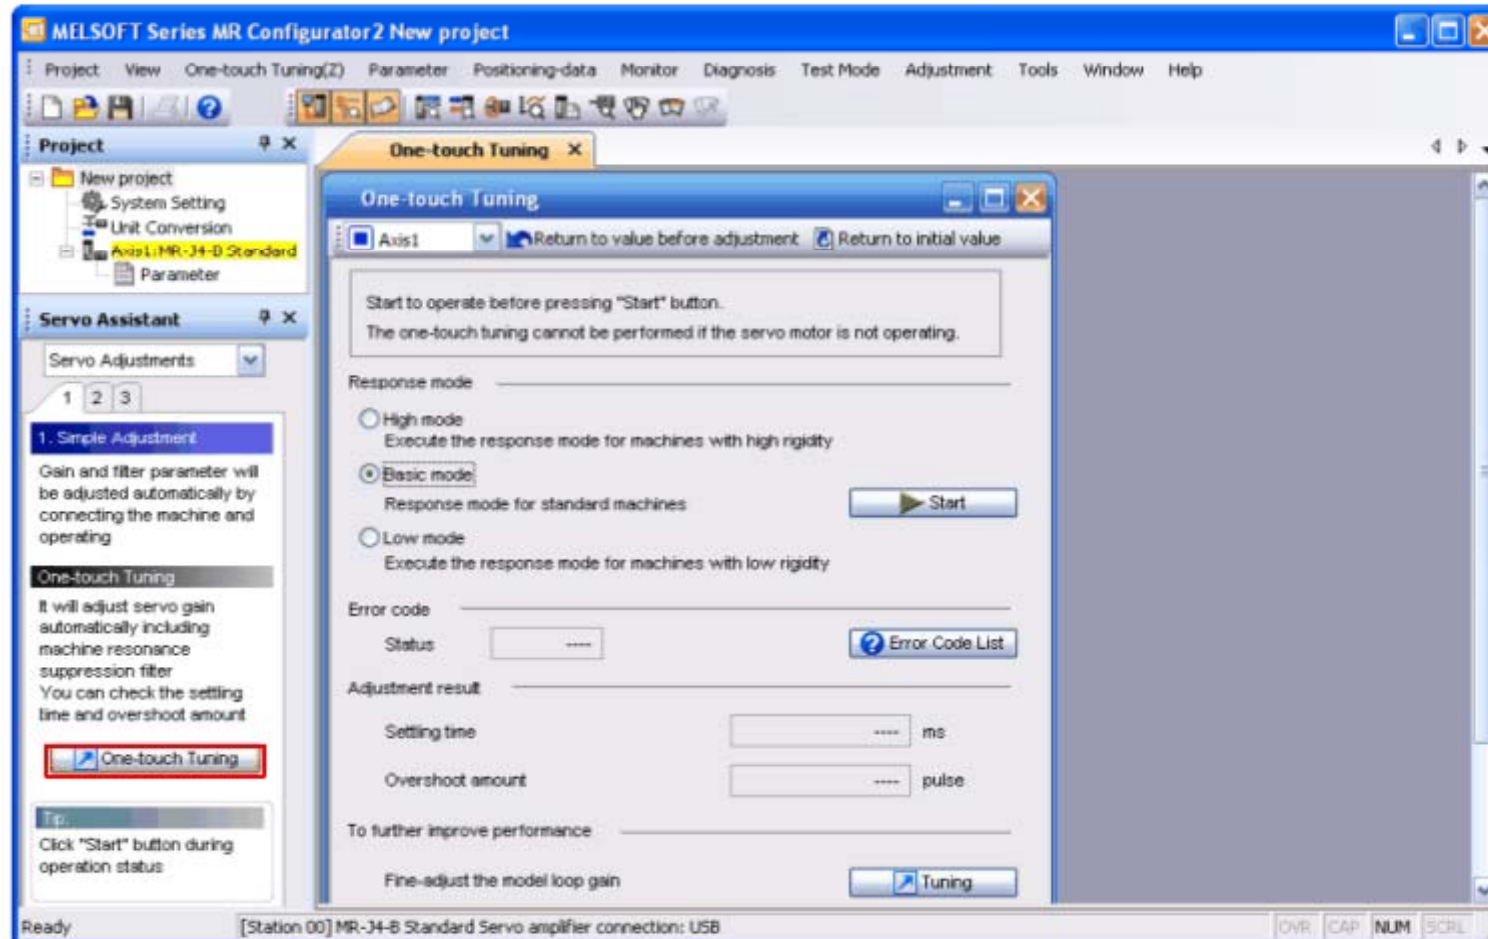 MELSOFT Series MR Configurator2 New project
Project View One-touch Tuning(Z) Parameter Positioning-data Monitor Diagnosis Test Mode Adjustment Tools Window Help
Project
New project
System Setting
Unit Conversion
Axis1:MR-J4-B Standard
Parameter
Servo Assistant
Servo Adjustments
1 2 3
1. Simple Adjustment
Gain and filter parameter will
be adjusted automatically by
connecting the machine and
operating
One-touch Tuning
It will adjust servo gain
automatically including
machine resonance
suppression filter
You can check the settling
time and overshoot amount
One-touch Tuning
Tip.
Click "Start" button during
operation status
One-touch Tuning
One-touch Tuning
Axis1 Return to value before adjustment Return to initial value
Start to operate before pressing "Start" button.
The one-touch tuning cannot be performed if the servo motor is not operating.
Response mode
High mode
Execute the response mode for machines with high rigidity
Basic mode
Response mode for standard machines
Start
Low mode
Execute the response mode for machines with low rigidity
Error code
Status ---- Error Code List
Adjustment result
Settling time ---- ms
Overshoot amount ---- pulse
To further improve performance
Fine-adjust the model loop gain Tuning
Ready [Station 00] MR-J4-B Standard Servo amplifier connection: USB OVR CAP NUM SCRL